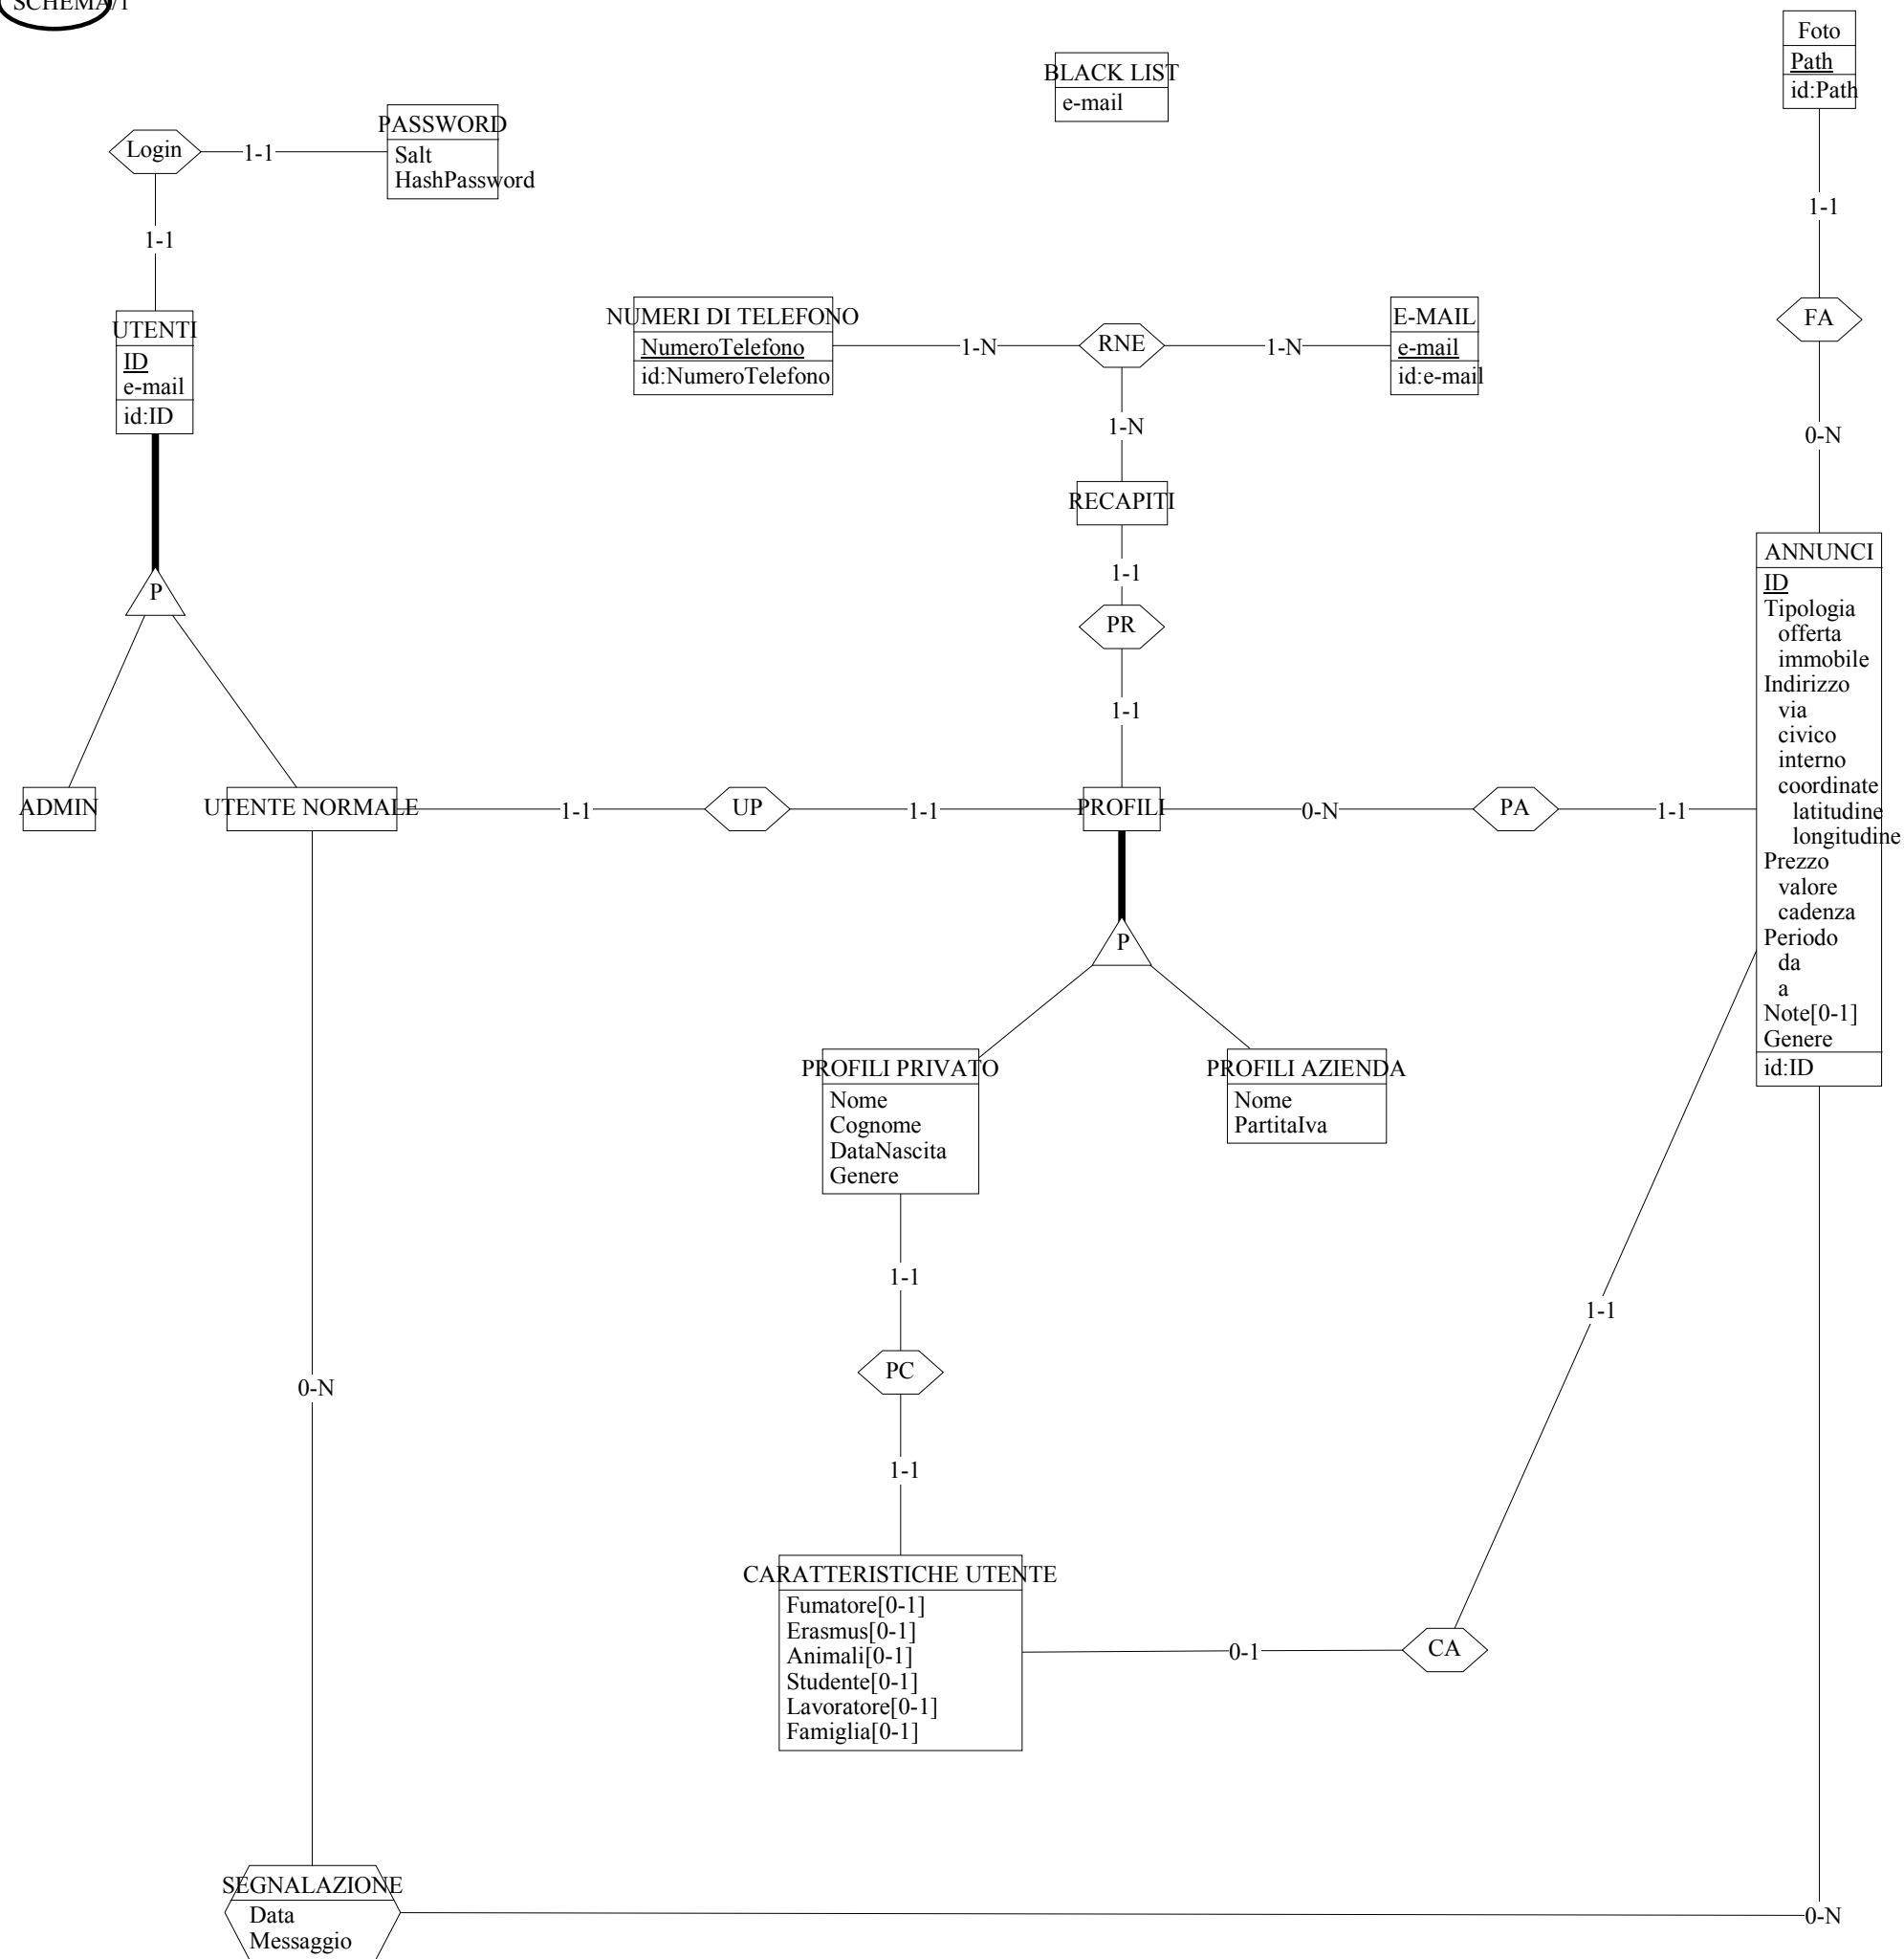 SCHEMA/1
Foto
Path
id:Path
BLACK LIST
e-mail
PASSWORD
Salt
HashPassword
Login
1-1
1-1
1-1
UTENTI
ID
e-mail
id:ID
NUMERI DI TELEFONO
NumeroTelefono
id:NumeroTelefono
1-N
RNE
1-N
E-MAIL
e-mail
id:e-mail
FA
1-N
0-N
RECAPITI
1-1
PR
1-1
P
ADMIN
UTENTE NORMALE
1-1
UP
1-1
PROFILI
0-N
PA
1-1
ANNUNCI
ID
Tipologia
offerta
immobile
Indirizzo
via
civico
interno
coordinate
latitudine
longitudine
Prezzo
valore
cadenza
Periodo
da
a
Note[0-1]
Genere
id:ID
P
PROFILI PRIVATO
Nome
Cognome
DataNascita
Genere
PROFILI AZIENDA
Nome
PartitaIva
1-1
1-1
PC
0-N
1-1
CARATTERISTICHE UTENTE
Fumatore[0-1]
Erasmus[0-1]
Animali[0-1]
Studente[0-1]
Lavoratore[0-1]
Famiglia[0-1]
0-1
CA
SEGNALAZIONE
Data
Messaggio
0-N